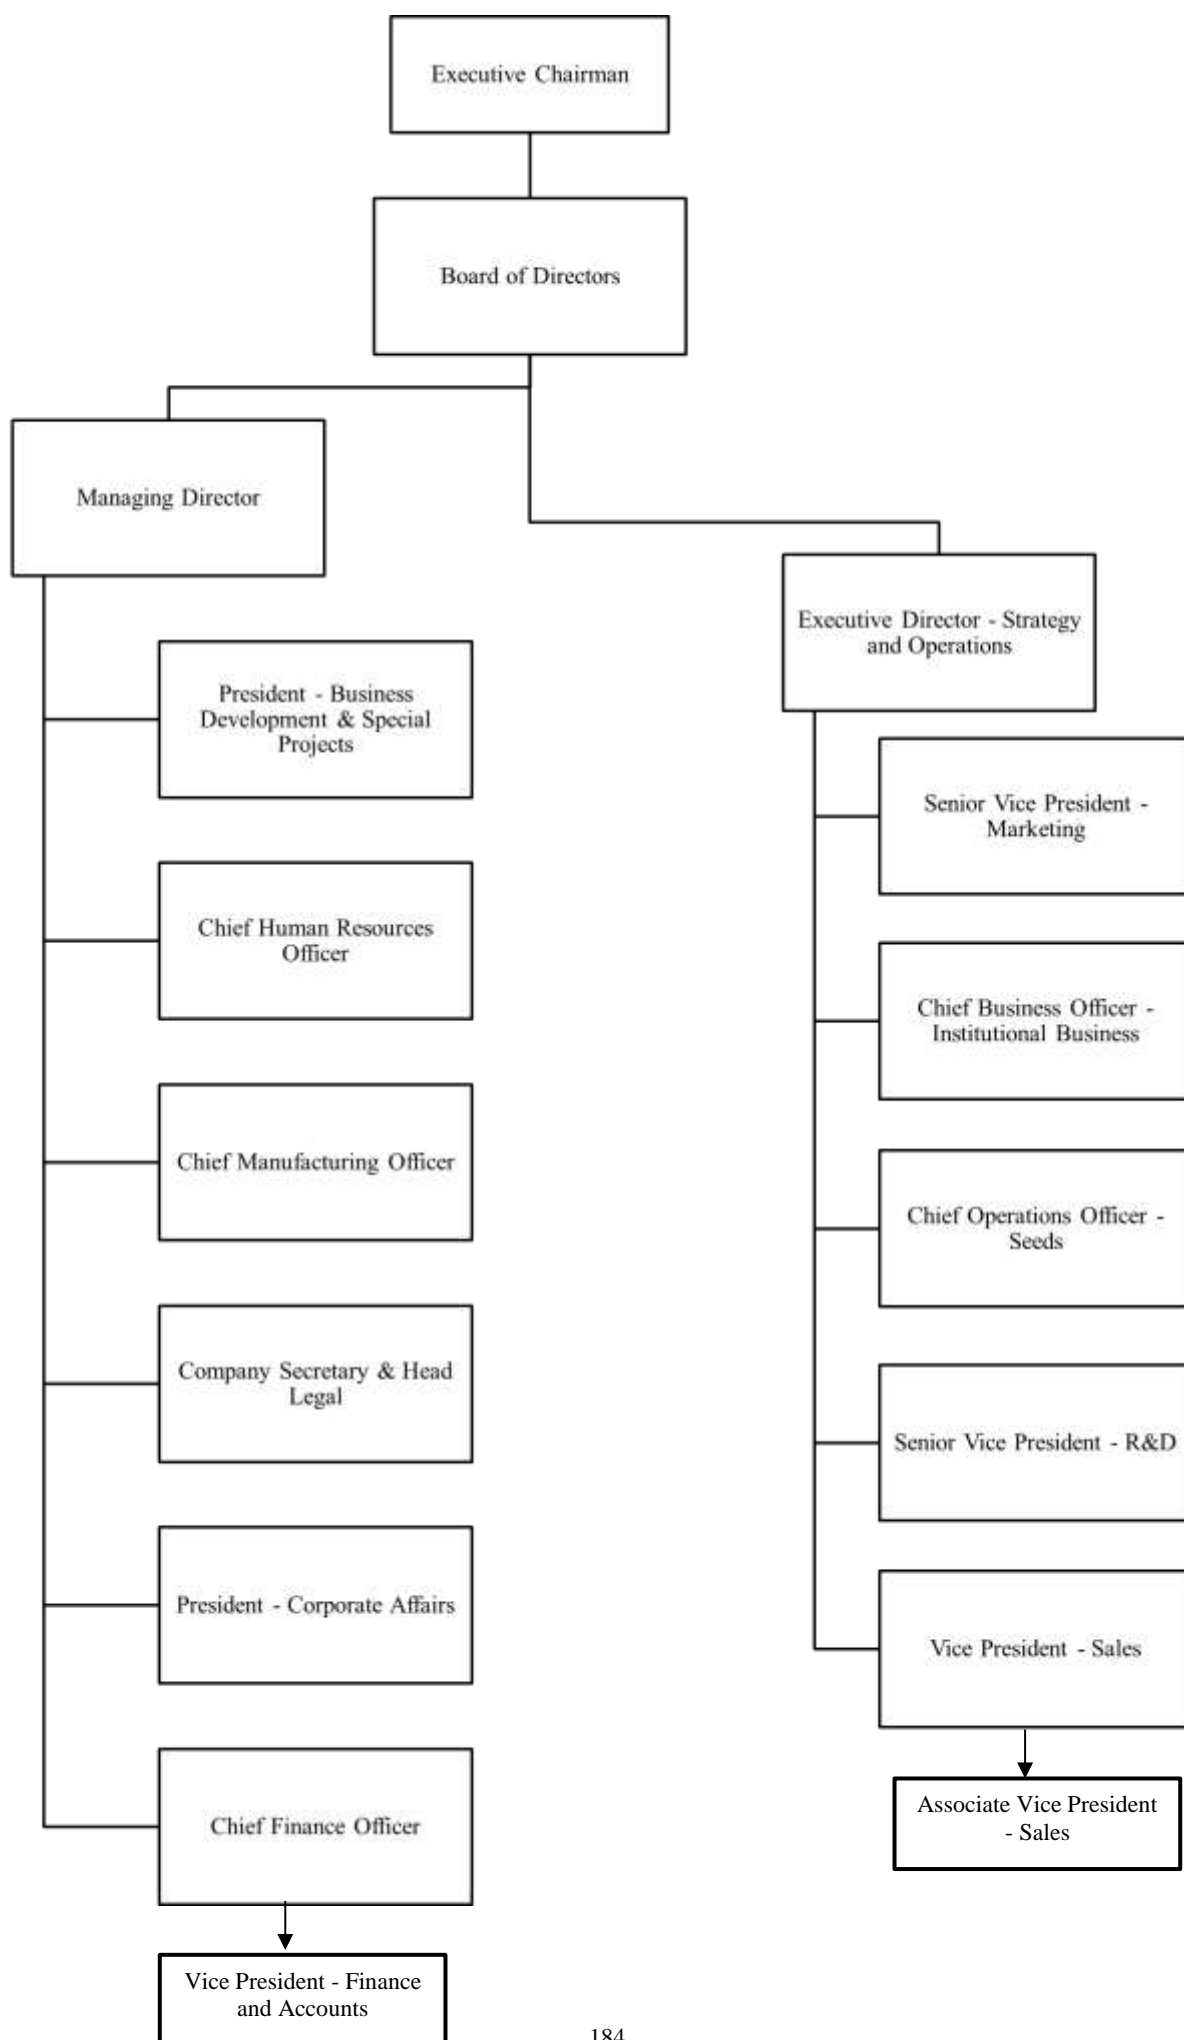 Executive Chairman
Board of Directors
Managing Director
President - Business
Development & Special
Projects
Chief Human Resources
Officer
Chief Manufacturing Officer
Company Secretary & Head
Legal
President - Corporate Affairs
Chief Finance Officer
Vice President - Finance
and Accounts
Executive Director - Strategy
and Operations
Senior Vice President -
Marketing
Chief Business Officer -
Institutional Business
Chief Operations Officer -
Seeds
Senior Vice President - R&D
Vice President - Sales
Associate Vice President
- Sales
184